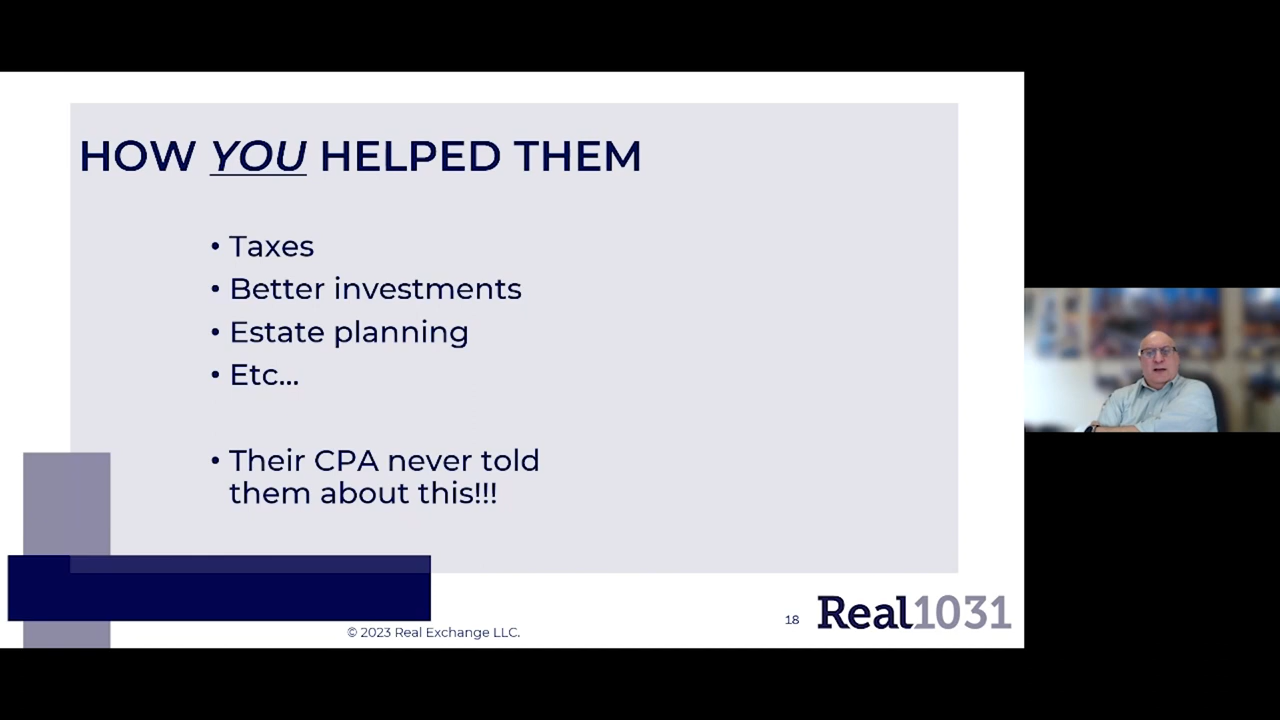 HOW YOU HELPED THEM
• Taxes
• Better investments
• Estate planning
• Etc...
• Their CPA never told
them about this!!!
© 2023 Real Exchange LLC.
18
Real1031